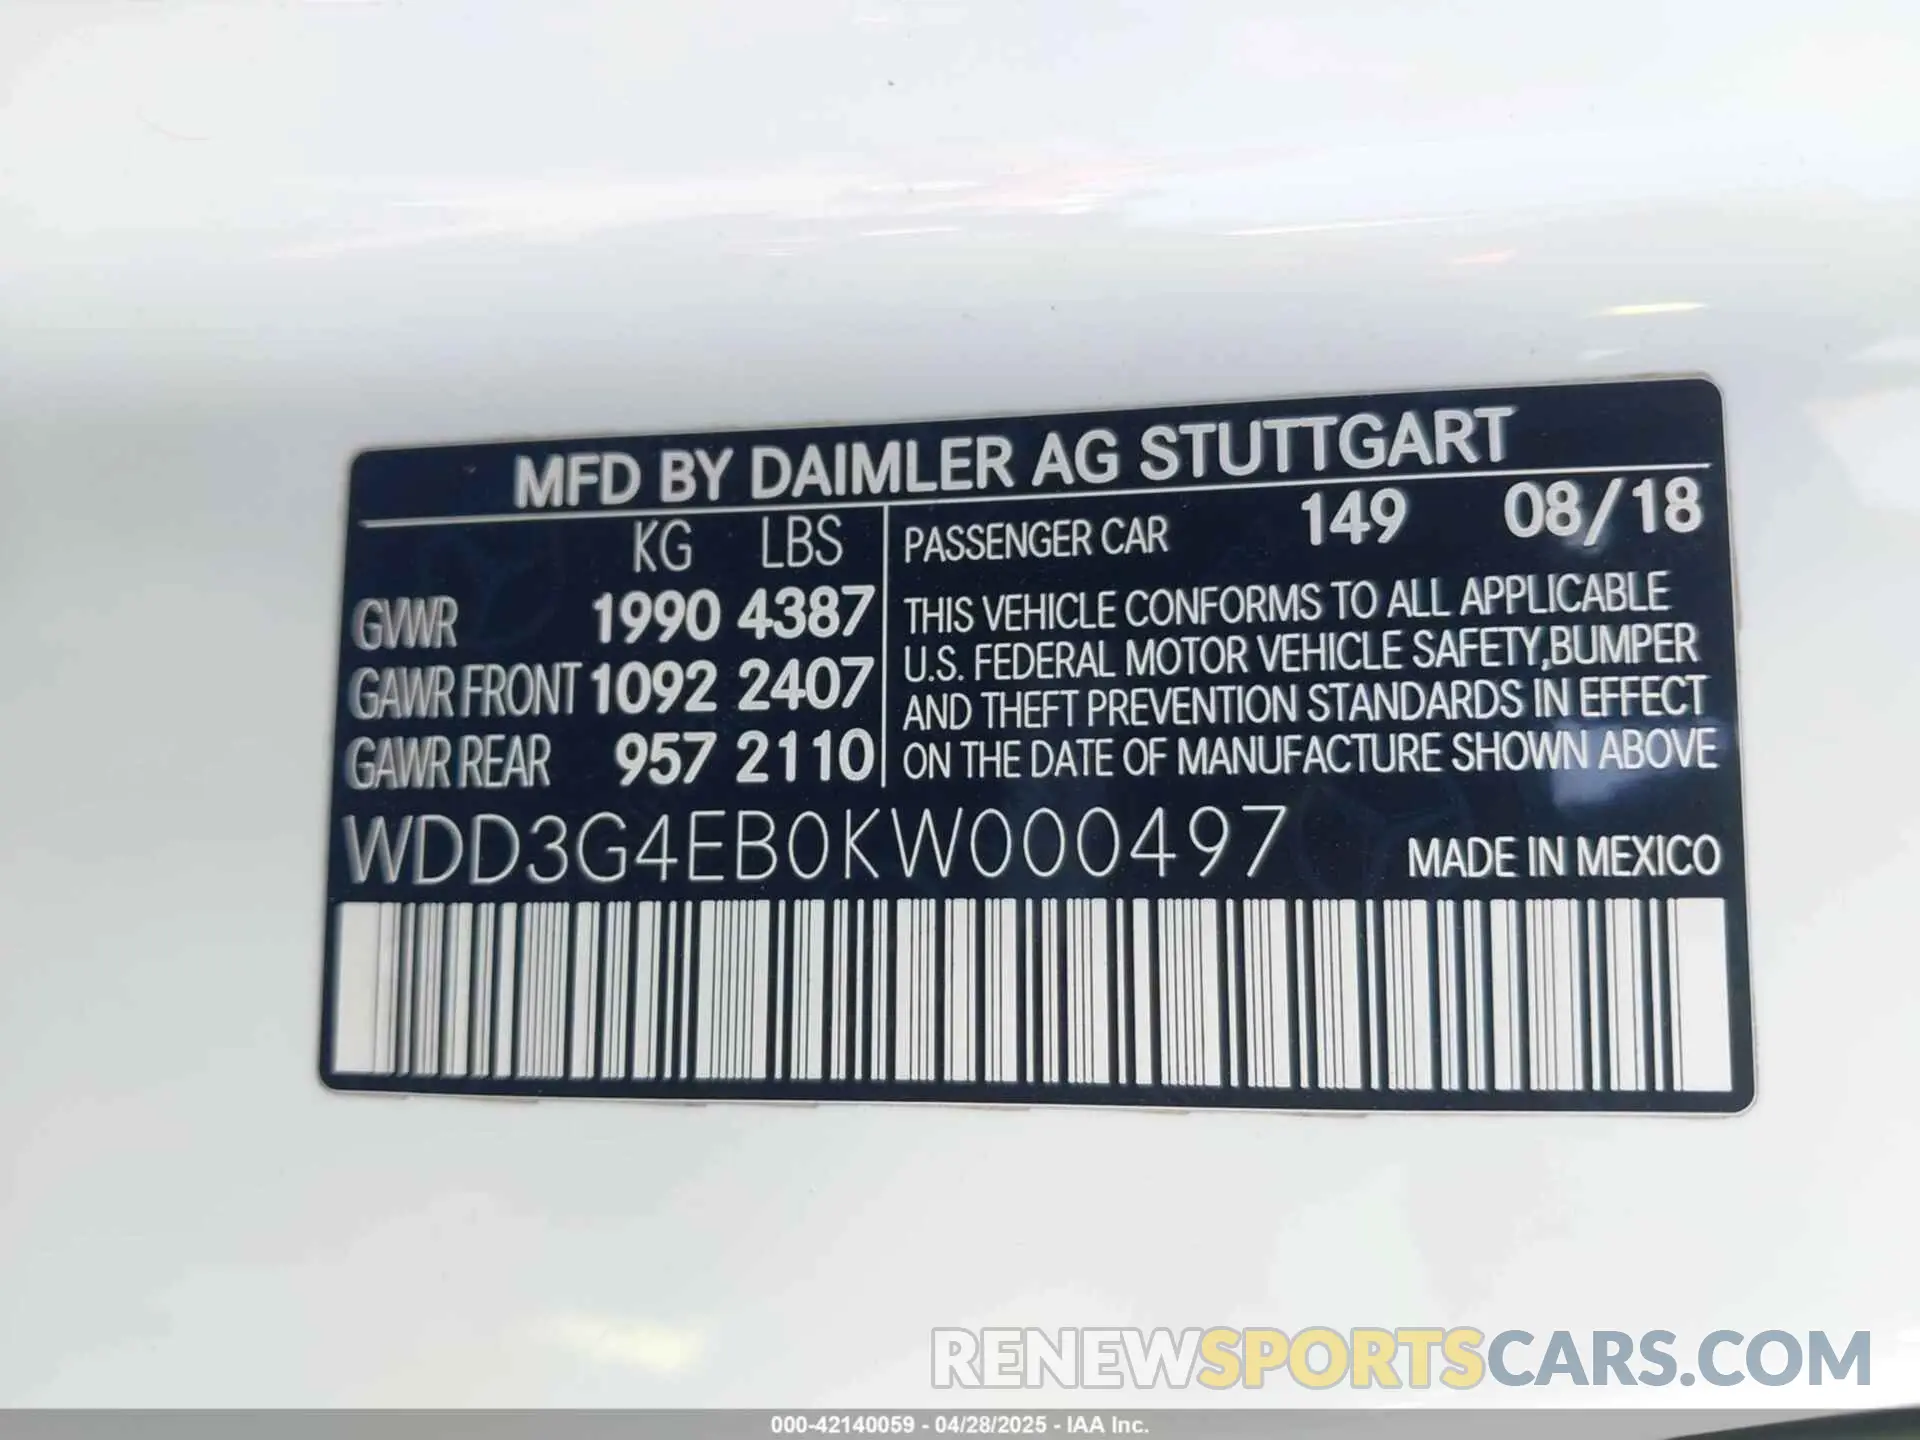 MFD BY DAIMLER AG STUTTGART
KG LBS
GVWR 1990 4387
GAWR FRONT 1092 2407
GAWR REAR 957 2110
PASSENGER CAR 149 08/18
THIS VEHICLE CONFORMS TO ALL APPLICABLE
U.S. FEDERAL MOTOR VEHICLE SAFETY,BUMPER
AND THEFT PREVENTION STANDARDS IN EFFECT
ON THE DATE OF MANUFACTURE SHOWN ABOVE
WDD3G4EB0KW000497
MADE IN MEXICO
RENEWSPORTSCARS.COM
000-42140059 - 04/28/2025 - IAA Inc.